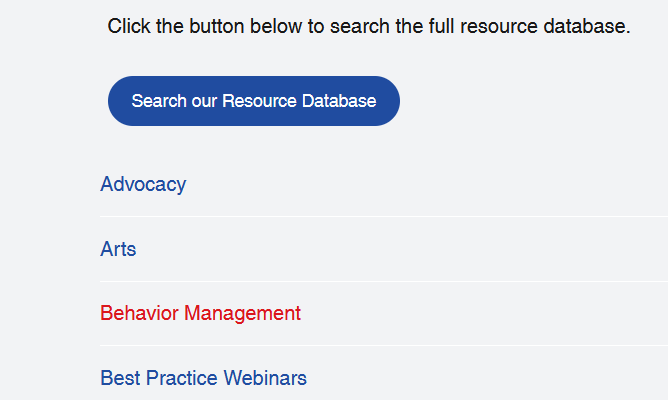 Click the button below to search the full resource database.
Search our Resource Database
Advocacy
Arts
Behavior Management
Best Practice Webinars